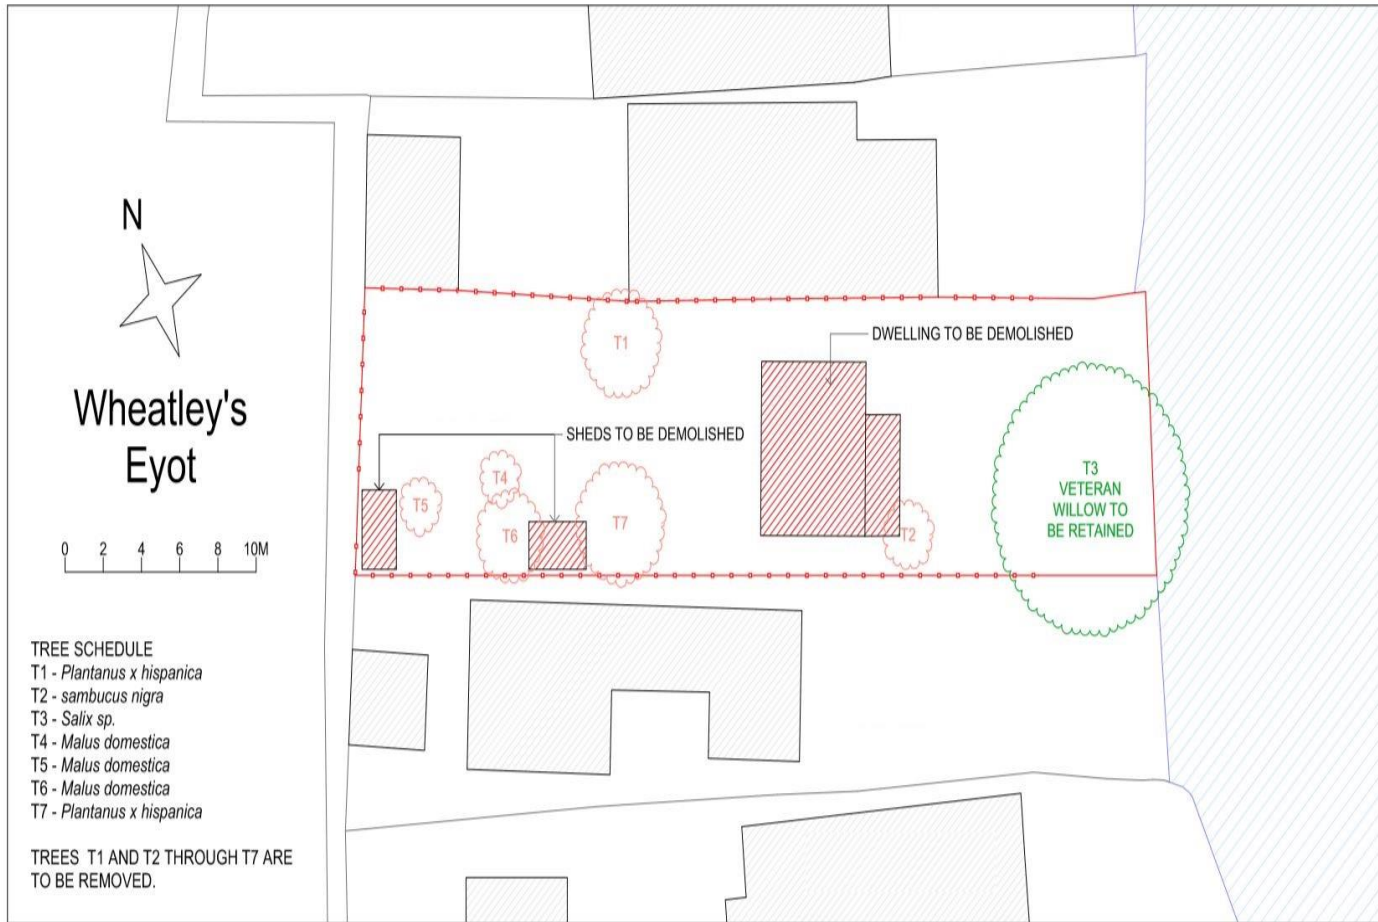 N
Wheatley's
Eyot
0 2 4 6 8 10M
DWELLING TO BE DEMOLISHED
SHEDS TO BE DEMOLISHED
T1
T2
T3
VETERAN
WILLOW TO
BE RETAINED
T4
T5
T6
T7
TREE SCHEDULE
T1 - Plantanus x hispanica
T2 - sambucus nigra
T3 - Salix sp.
T4 - Malus domestica
T5 - Malus domestica
T6 - Malus domestica
T7 - Plantanus x hispanica
TREES T1 AND T2 THROUGH T7 ARE
TO BE REMOVED.